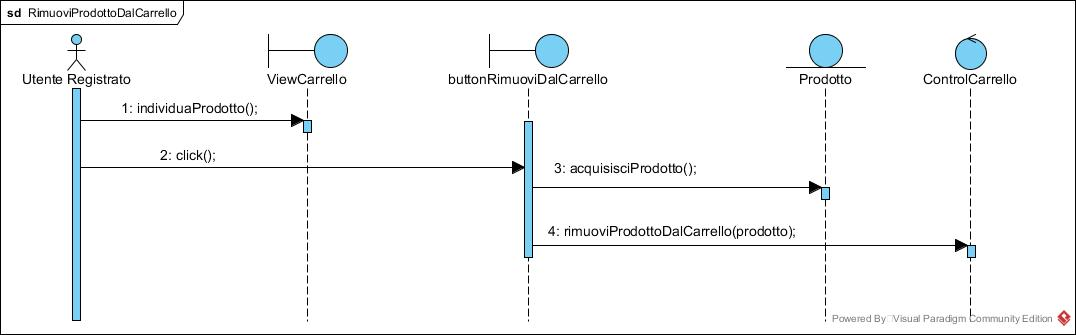 sd RimuoviProdottoDalCarrello
Utente Registrato
ViewCarrello
buttonRimuoviDalCarrello
Prodotto
ControlCarrello
1: individuaProdotto();
2: click();
3: acquisisciProdotto();
4: rimuoviProdottoDalCarrello(prodotto);
Powered By Visual Paradigm Community Edition